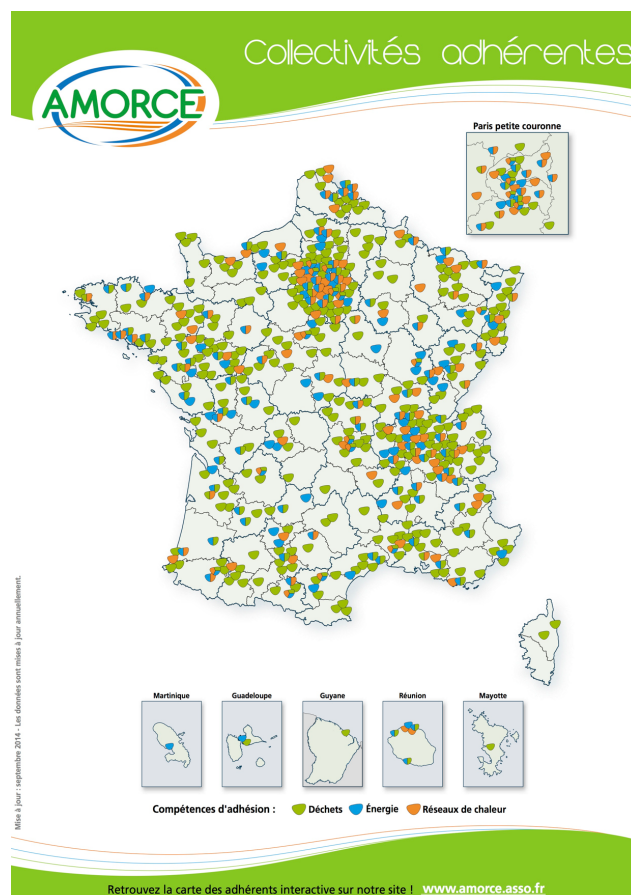 Collectivités adhérentes
AMORCE
Paris petite couronne
Mise à jour : septembre 2014 - Les données sont mises à jour annuellement.
Martinique
Guadeloupe
Guyane
Réunion
Mayotte
Compétences d'adhésion : Déchets Énergie Réseaux de chaleur
Retrouvez la carte des adhérents interactive sur notre site ! www.amorce.asso.fr